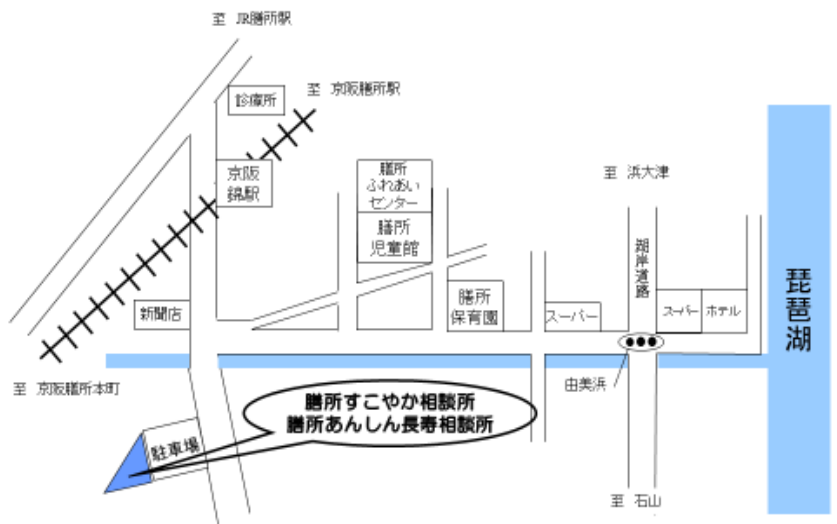 至 JR膳所駅
至 京阪膳所駅
診療所
京阪
錦駅
膳所
ふれあい
センター
膳所
児童館
至 浜大津
湖岸道路
琵琶湖
新聞店
膳所
保育園
スーパー
スーパー
ホテル
至 京阪膳所本町
由美浜
膳所すこやか相談所
膳所あんしん長寿相談所
駐車場
至 石山